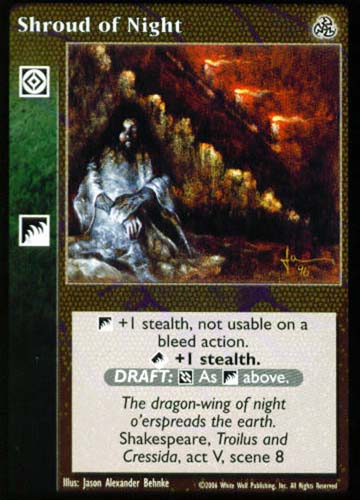 Shroud of Night
+1 stealth, not usable on a
bleed action.
+1 stealth.
DRAFT: As above.
The dragon-wing of night
o'erspreads the earth.
Shakespeare, Troilus and
Cressida, act V, scene 8
Illus: Jason Alexander Behnke ©2006 White Wolf Publishing, Inc. All Rights Reserved